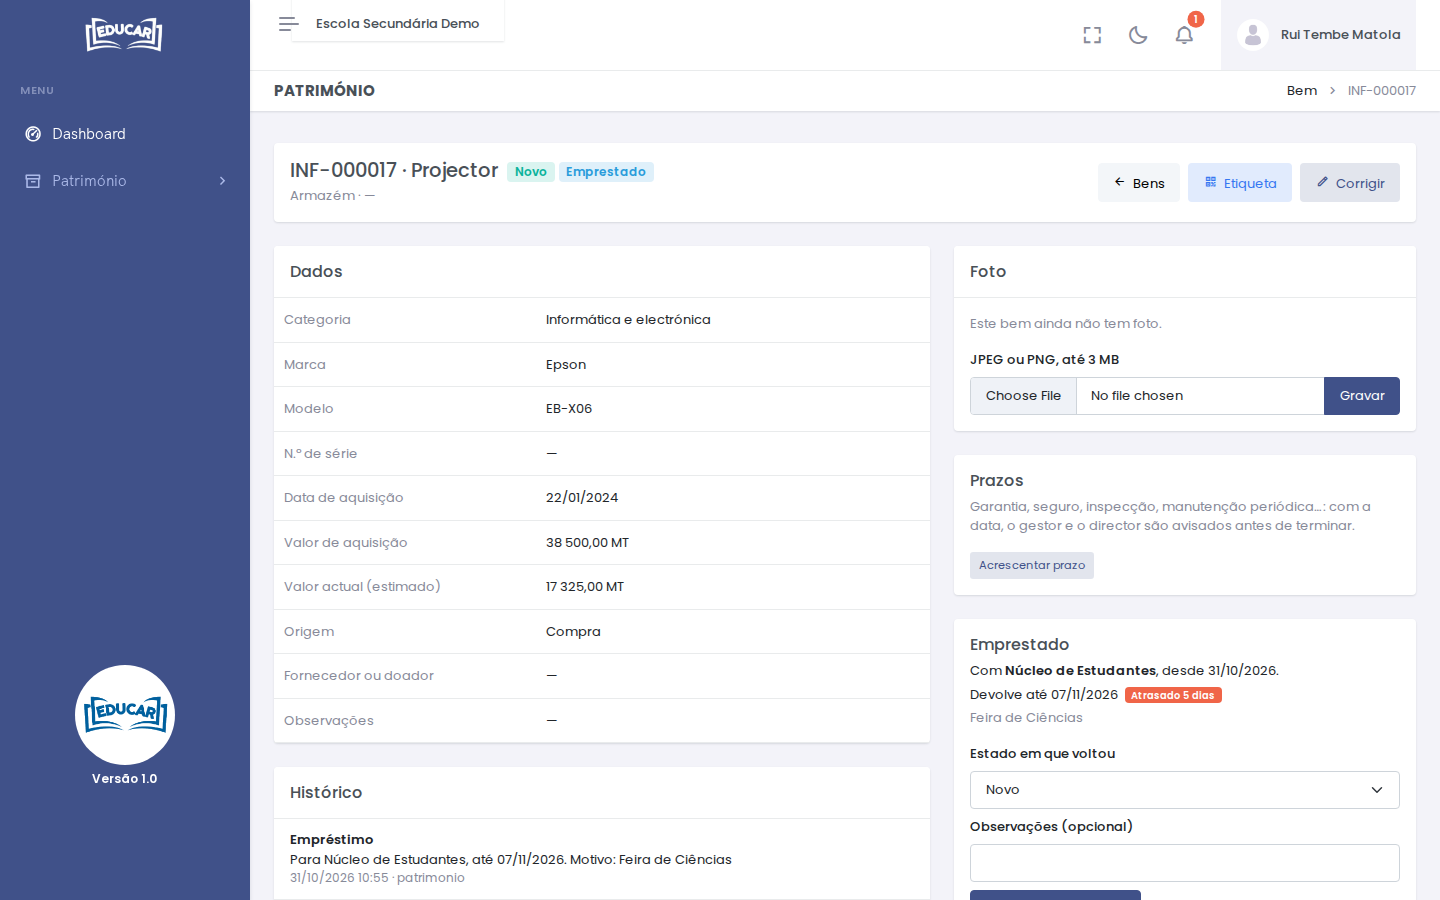 EDUCAR
MENU
Dashboard
Património
EDUCAR
Versão 1.0
Escola Secundária Demo
1
Rui Tembe Matola
PATRIMÓNIO
Bem > INF-000017
INF-000017 · Projector Novo Emprestado
Armazém · —
Bens
Etiqueta
Corrigir
Dados
Categoria Informática e electrónica
Marca Epson
Modelo EB-X06
N.º de série —
Data de aquisição 22/01/2024
Valor de aquisição 38 500,00 MT
Valor actual (estimado) 17 325,00 MT
Origem Compra
Fornecedor ou doador —
Observações —
Histórico
Empréstimo
Para Núcleo de Estudantes, até 07/11/2026. Motivo: Feira de Ciências
31/10/2026 10:55 · patrimonio
Foto
Este bem ainda não tem foto.
JPEG ou PNG, até 3 MB
Choose File No file chosen Gravar
Prazos
Garantia, seguro, inspecção, manutenção periódica…: com a
data, o gestor e o director são avisados antes de terminar.
Acrescentar prazo
Emprestado
Com Núcleo de Estudantes, desde 31/10/2026.
Devolve até 07/11/2026 Atrasado 5 dias
Feira de Ciências
Estado em que voltou
Novo
Observações (opcional)